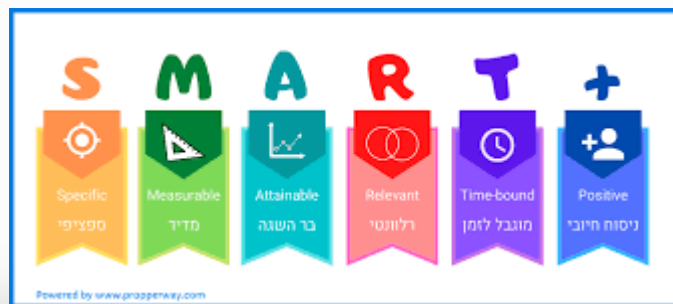 S M A R T +
Specific Measurable Attainable Relevant Time-bound Positive
ספציפי מדיד בר השגה רלוונטי מוגבל לזמן ניסוח חיובי
Powered by www.propperway.com